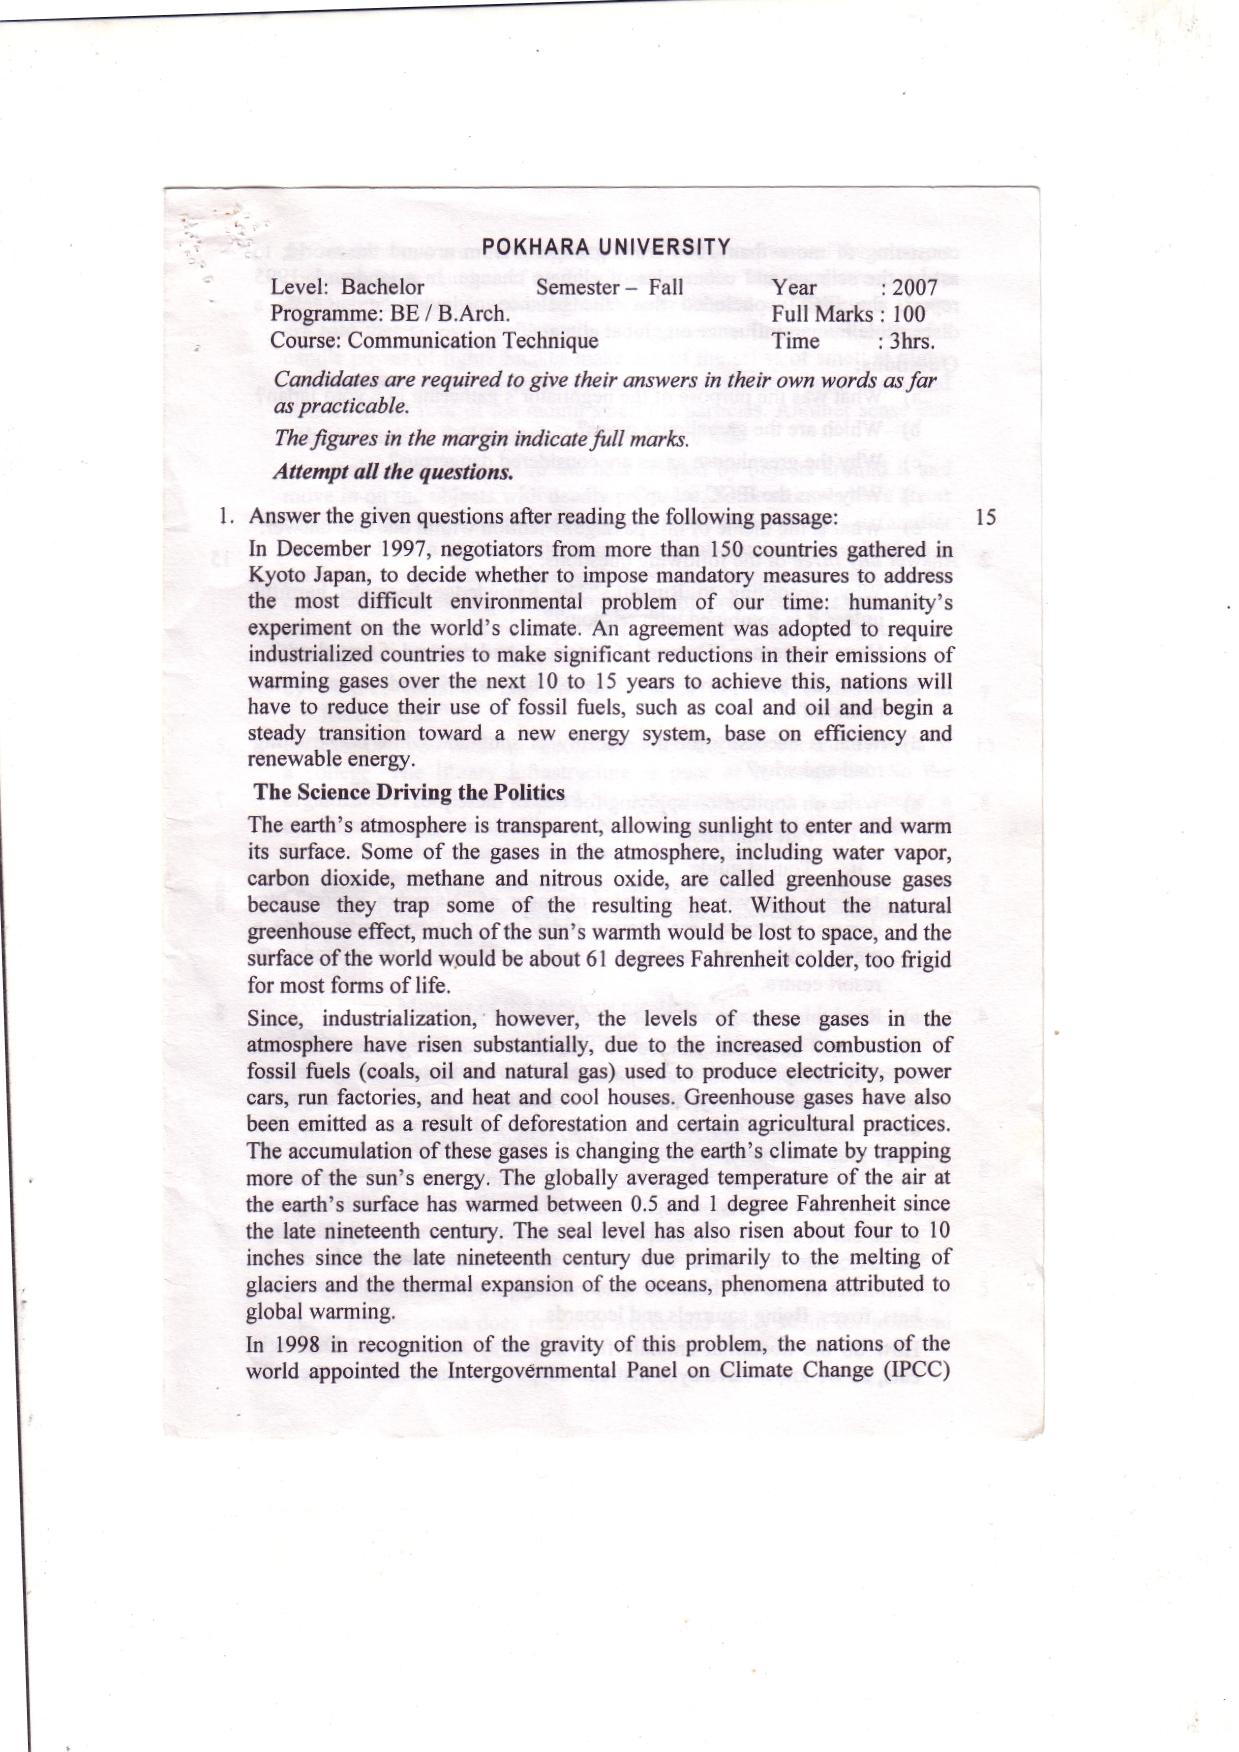 POKHARA UNIVERSITY
Level: Bachelor Semester – Fall Year : 2007
Programme: BE / B.Arch. Full Marks : 100
Course: Communication Technique Time : 3hrs.
Candidates are required to give their answers in their own words as far
as practicable.
The figures in the margin indicate full marks.
Attempt all the questions.
1. Answer the given questions after reading the following passage: 15
In December 1997, negotiators from more than 150 countries gathered in
Kyoto Japan, to decide whether to impose mandatory measures to address
the most difficult environmental problem of our time: humanity's
experiment on the world's climate. An agreement was adopted to require
industrialized countries to make significant reductions in their emissions of
warming gases over the next 10 to 15 years to achieve this, nations will
have to reduce their use of fossil fuels, such as coal and oil and begin a
steady transition toward a new energy system, base on efficiency and
renewable energy.
The Science Driving the Politics
The earth's atmosphere is transparent, allowing sunlight to enter and warm
its surface. Some of the gases in the atmosphere, including water vapor,
carbon dioxide, methane and nitrous oxide, are called greenhouse gases
because they trap some of the resulting heat. Without the natural
greenhouse effect, much of the sun's warmth would be lost to space, and the
surface of the world would be about 61 degrees Fahrenheit colder, too frigid
for most forms of life.
Since, industrialization, however, the levels of these gases in the
atmosphere have risen substantially, due to the increased combustion of
fossil fuels (coals, oil and natural gas) used to produce electricity, power
cars, run factories, and heat and cool houses. Greenhouse gases have also
been emitted as a result of deforestation and certain agricultural practices.
The accumulation of these gases is changing the earth's climate by trapping
more of the sun's energy. The globally averaged temperature of the air at
the earth's surface has warmed between 0.5 and 1 degree Fahrenheit since
the late nineteenth century. The seal level has also risen about four to 10
inches since the late nineteenth century due primarily to the melting of
glaciers and the thermal expansion of the oceans, phenomena attributed to
global warming.
In 1998 in recognition of the gravity of this problem, the nations of the
world appointed the Intergovernmental Panel on Climate Change (IPCC)